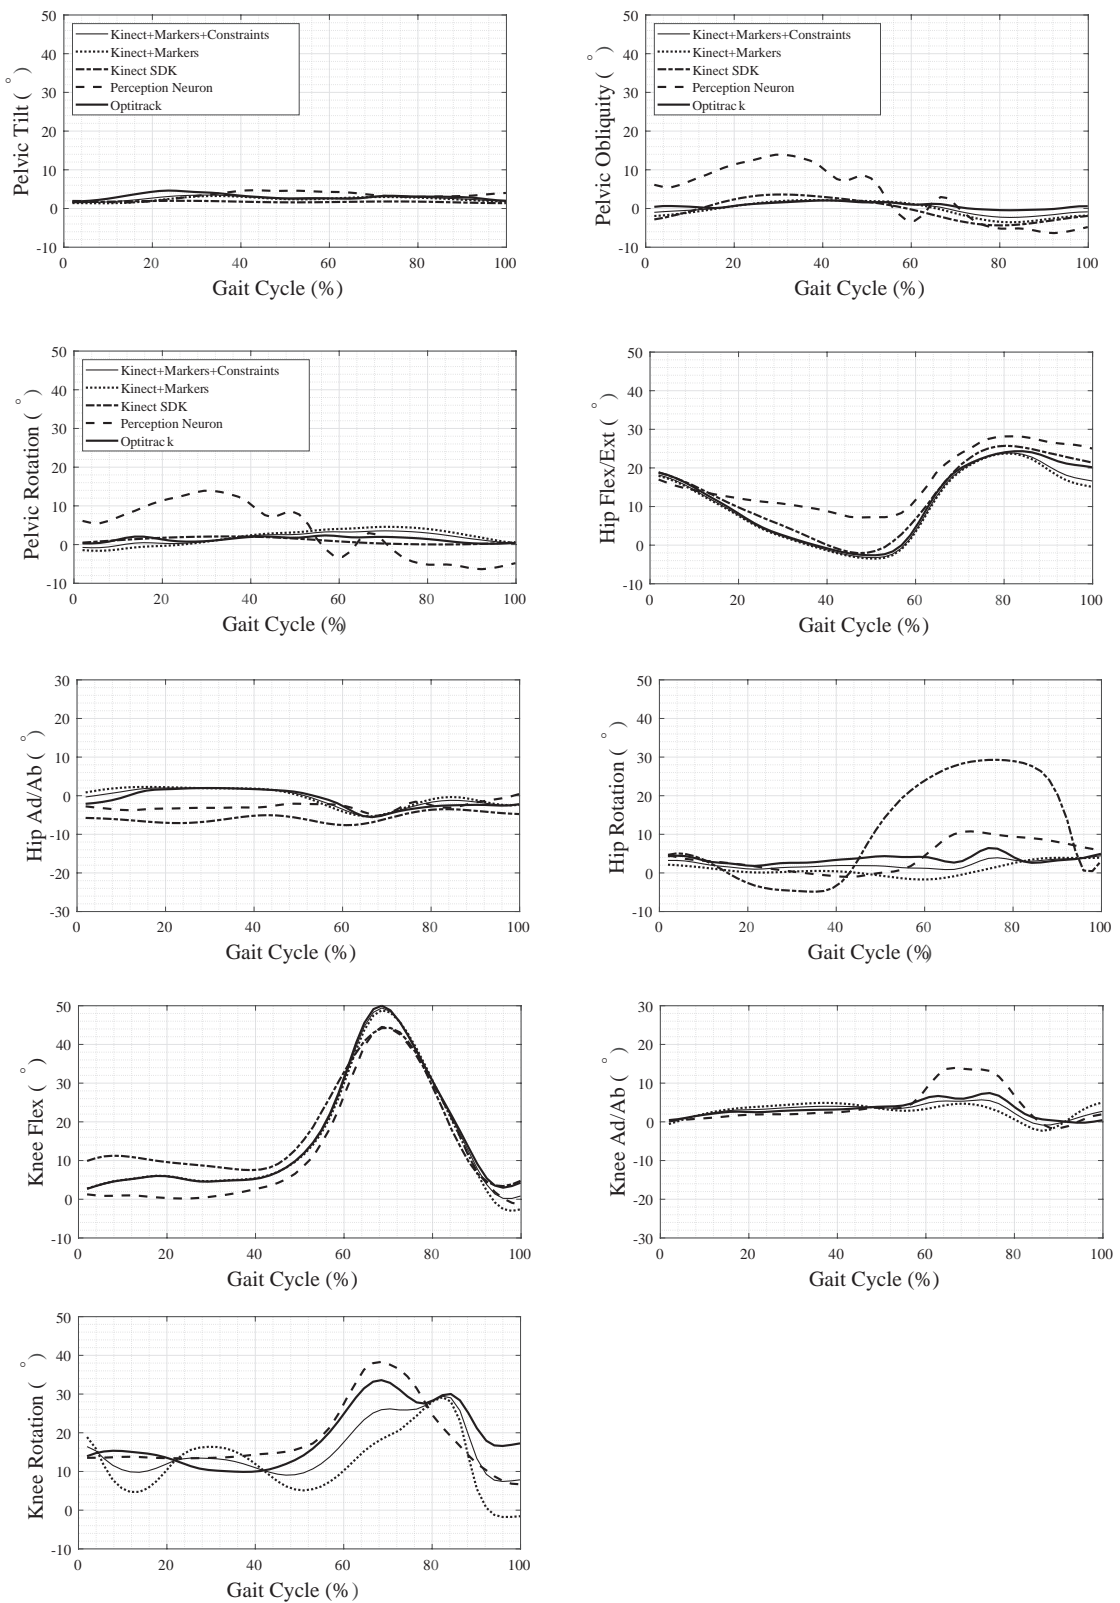 50
40
30
20
10
0
-10
Pelvic Tilt ( ° )
Kinect+Markers+Constraints
Kinect+Markers
Kinect SDK
Perception Neuron
Optitrack
0 20 40 60 80 100
Gait Cycle (%)
50
40
30
20
10
0
-10
Pelvic Obliquity ( ° )
Kinect+Markers+Constraints
Kinect+Markers
Kinect SDK
Perception Neuron
Optitrack
0 20 40 60 80 100
Gait Cycle (%)
50
40
30
20
10
0
-10
Pelvic Rotation ( ° )
Kinect+Markers+Constraints
Kinect+Markers
Kinect SDK
Perception Neuron
Optitrack
0 20 40 60 80 100
Gait Cycle (%)
50
40
30
20
10
0
-10
Hip Flex/Ext ( ° )
0 20 40 60 80 100
Gait Cycle (%)
30
20
10
0
-10
-20
-30
Hip Ad/Ab ( ° )
0 20 40 60 80 100
Gait Cycle (%)
50
40
30
20
10
0
-10
Hip Rotation ( ° )
0 20 40 60 80 100
Gait Cycle (%)
50
40
30
20
10
0
-10
Knee Flex ( ° )
0 20 40 60 80 100
Gait Cycle (%)
30
20
10
0
-10
-20
-30
Knee Ad/Ab ( ° )
0 20 40 60 80 100
Gait Cycle (%)
50
40
30
20
10
0
-10
Knee Rotation ( ° )
0 20 40 60 80 100
Gait Cycle (%)